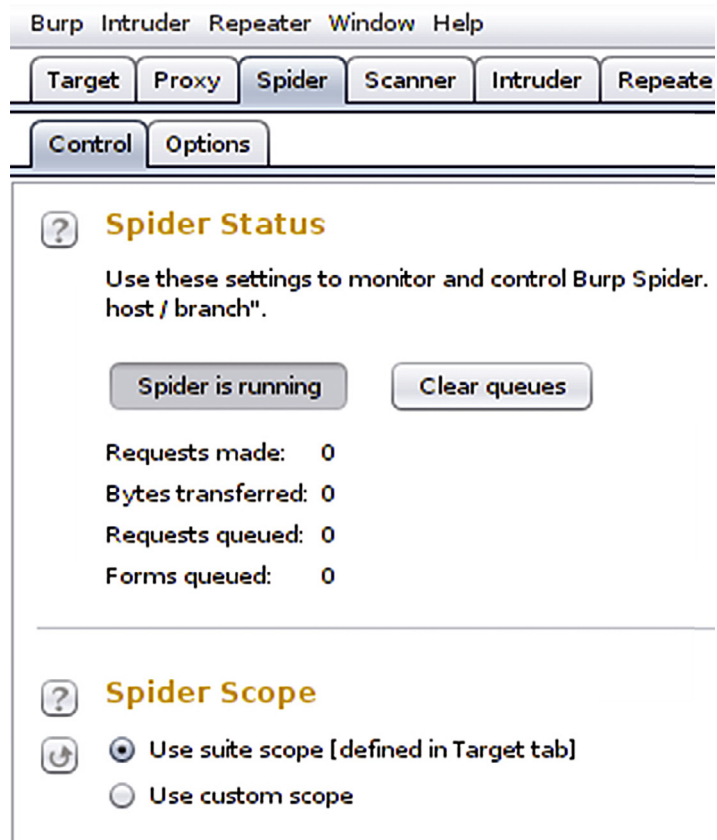 Burp Intruder Repeater Window Help
Target Proxy Spider Scanner Intruder Repeate
Control Options
? Spider Status
Use these settings to monitor and control Burp Spider.
host / branch".
Spider is running Clear queues
Requests made: 0
Bytes transferred: 0
Requests queued: 0
Forms queued: 0
? Spider Scope
Use suite scope [defined in Target tab]
Use custom scope